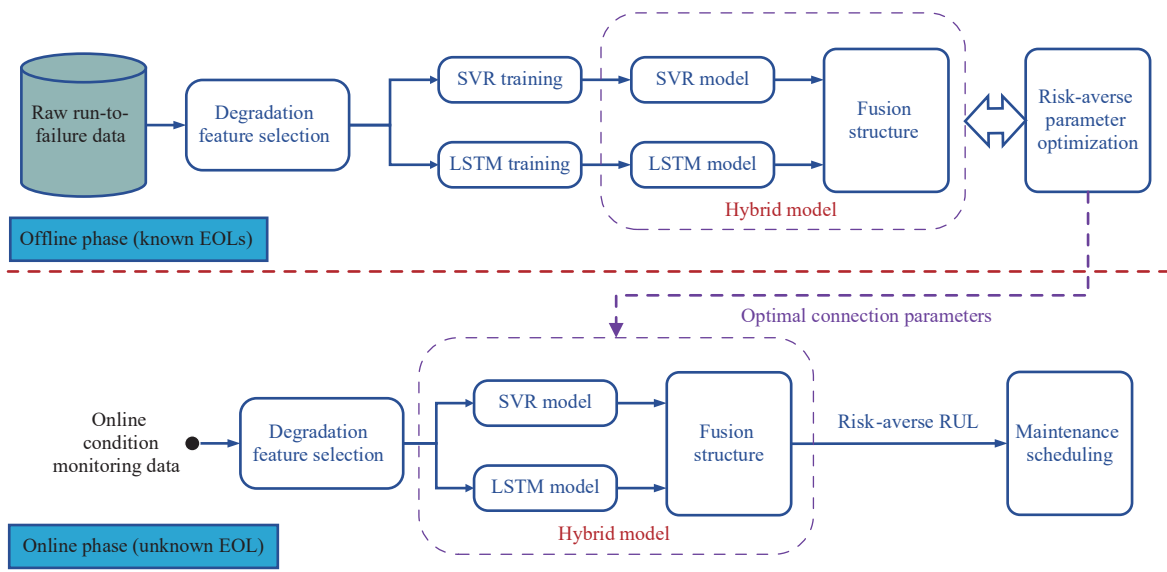 Raw run-to-
failure data
Degradation
feature selection
SVR training
LSTM training
SVR model
LSTM model
Fusion
structure
Hybrid model
Risk-averse
parameter
optimization
Offline phase (known EOLs)
Optimal connection parameters
Online
condition
monitoring data
Degradation
feature selection
SVR model
LSTM model
Fusion
structure
Hybrid model
Risk-averse RUL
Maintenance
scheduling
Online phase (unknown EOL)